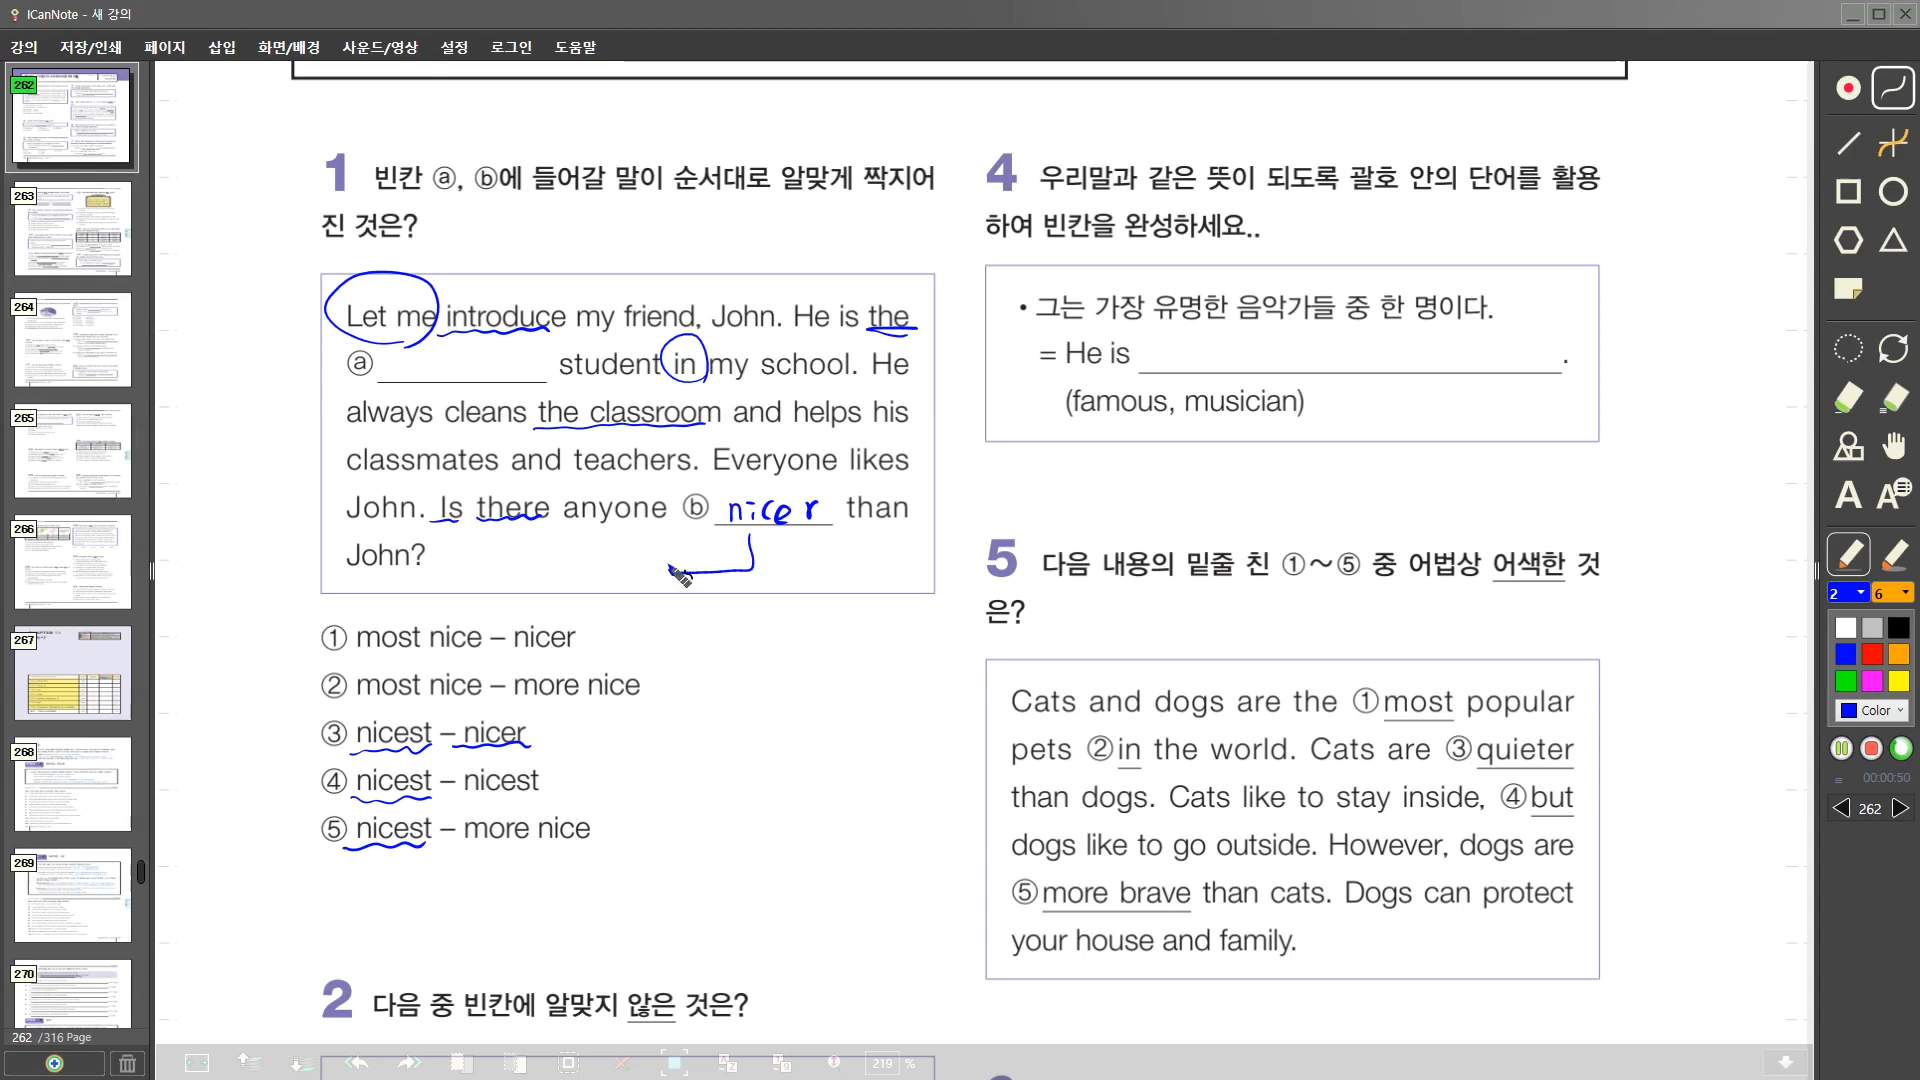 ICanNote - 새 강의
강의 저장/인쇄 페이지 삽입 화면/배경 사운드/영상 설정 로그인 도움말
262
263
264
265
266
267
268
269
270
262 /316 Page
1 빈칸 ⓐ, ⓑ에 들어갈 말이 순서대로 알맞게 짝지어
진 것은?
Let me introduce my friend, John. He is the
ⓐ __________ student in my school. He
always cleans the classroom and helps his
classmates and teachers. Everyone likes
John. Is there anyone ⓑ nicer than
John?
① most nice – nicer
② most nice – more nice
③ nicest – nicer
④ nicest – nicest
⑤ nicest – more nice
2 다음 중 빈칸에 알맞지 않은 것은?
4 우리말과 같은 뜻이 되도록 괄호 안의 단어를 활용
하여 빈칸을 완성하세요..
• 그는 가장 유명한 음악가들 중 한 명이다.
= He is __________.
(famous, musician)
5 다음 내용의 밑줄 친 ①～⑤ 중 어법상 어색한 것
은?
Cats and dogs are the ①most popular
pets ②in the world. Cats are ③quieter
than dogs. Cats like to stay inside, ④but
dogs like to go outside. However, dogs are
⑤more brave than cats. Dogs can protect
your house and family.
2 6
Color
00:00:50
262
219 %